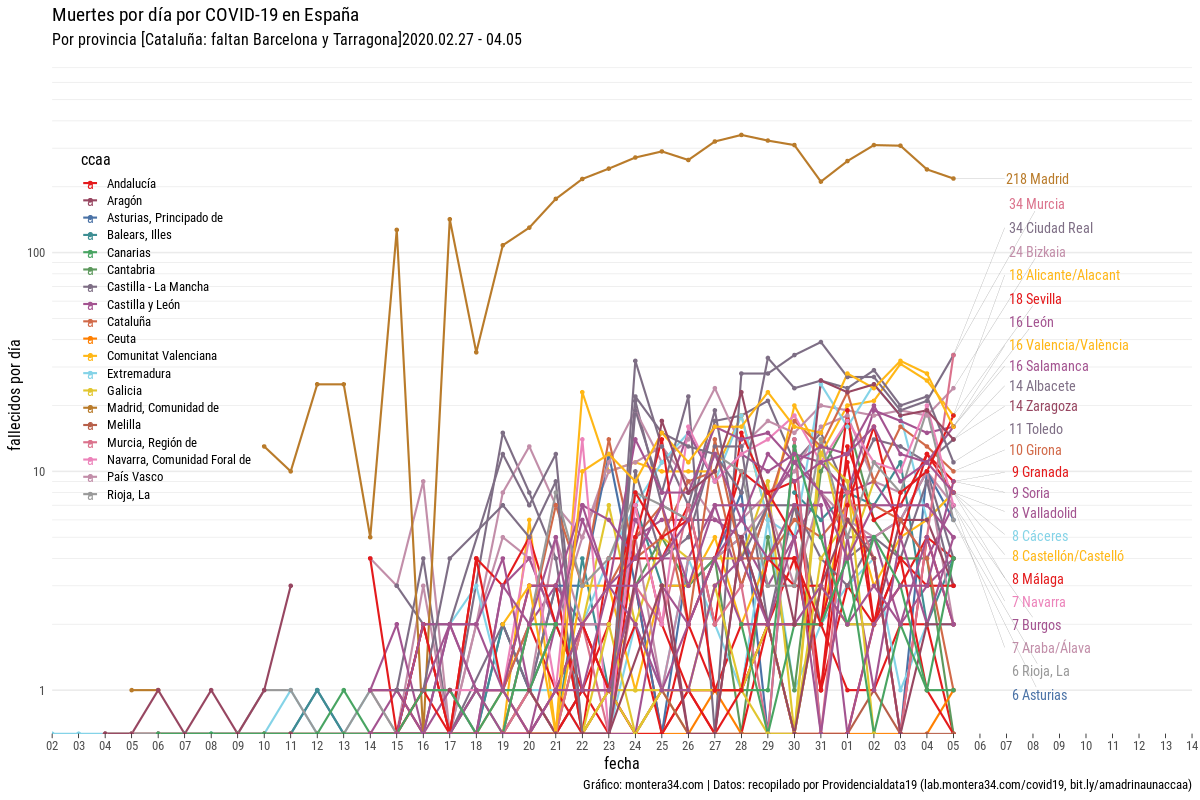 Muertes por día por COVID-19 en España
Por provincia [Cataluña: faltan Barcelona y Tarragona]2020.02.27 - 04.05
fallecidos por día
100
10
1
ccaa
Andalucía
Aragón
Asturias, Principado de
Balears, Illes
Canarias
Cantabria
Castilla - La Mancha
Castilla y León
Cataluña
Ceuta
Comunitat Valenciana
Extremadura
Galicia
Madrid, Comunidad de
Melilla
Murcia, Región de
Navarra, Comunidad Foral de
País Vasco
Rioja, La
218 Madrid
34 Murcia
34 Ciudad Real
24 Bizkaia
18 Alicante/Alacant
18 Sevilla
16 León
16 Valencia/València
16 Salamanca
14 Albacete
14 Zaragoza
11 Toledo
10 Girona
9 Granada
9 Soria
8 Valladolid
8 Cáceres
8 Castellón/Castelló
8 Málaga
7 Navarra
7 Burgos
7 Araba/Álava
6 Rioja, La
6 Asturias
02 03 04 05 06 07 08 09 10 11 12 13 14 15 16 17 18 19 20 21 22 23 24 25 26 27 28 29 30 31 01 02 03 04 05 06 07 08 09 10 11 12 13 14
fecha
Gráfico: montera34.com | Datos: recopilado por Providencialdata19 (lab.montera34.com/covid19, bit.ly/amadrinaunaccaa)